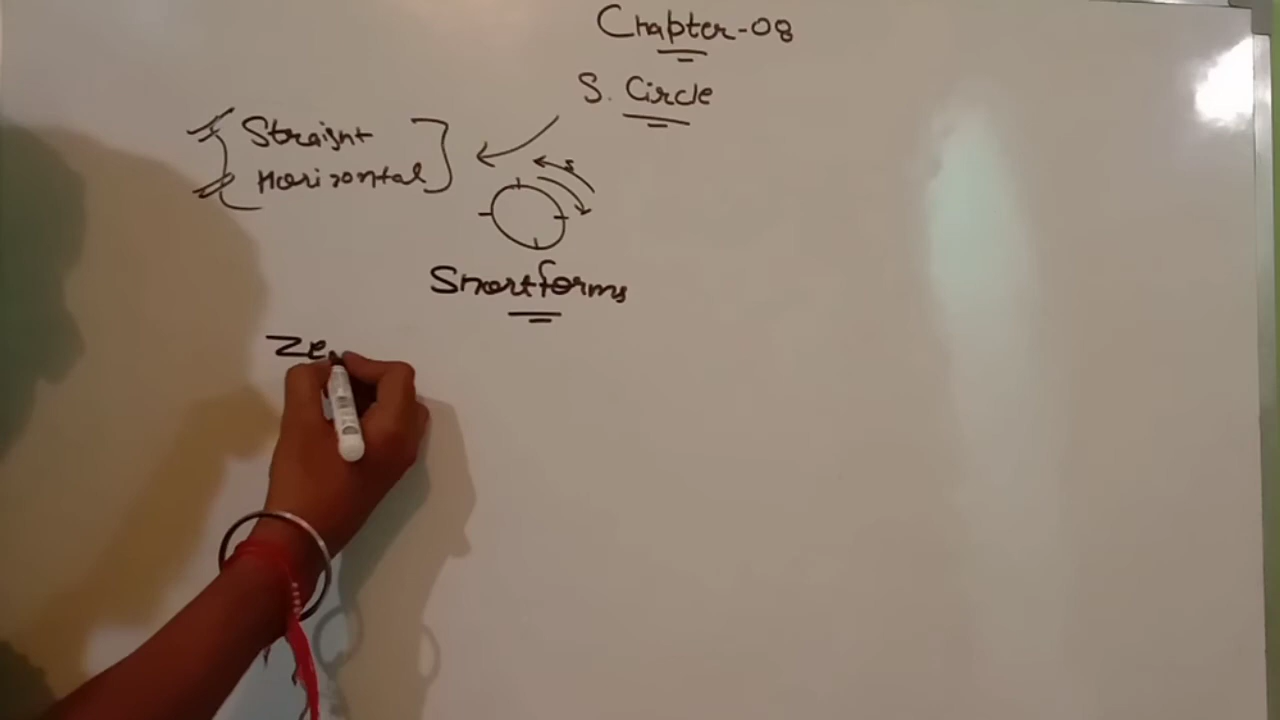 Chapter-08
S. Circle
Straight
Horizontal
S
Shortforms
Ze